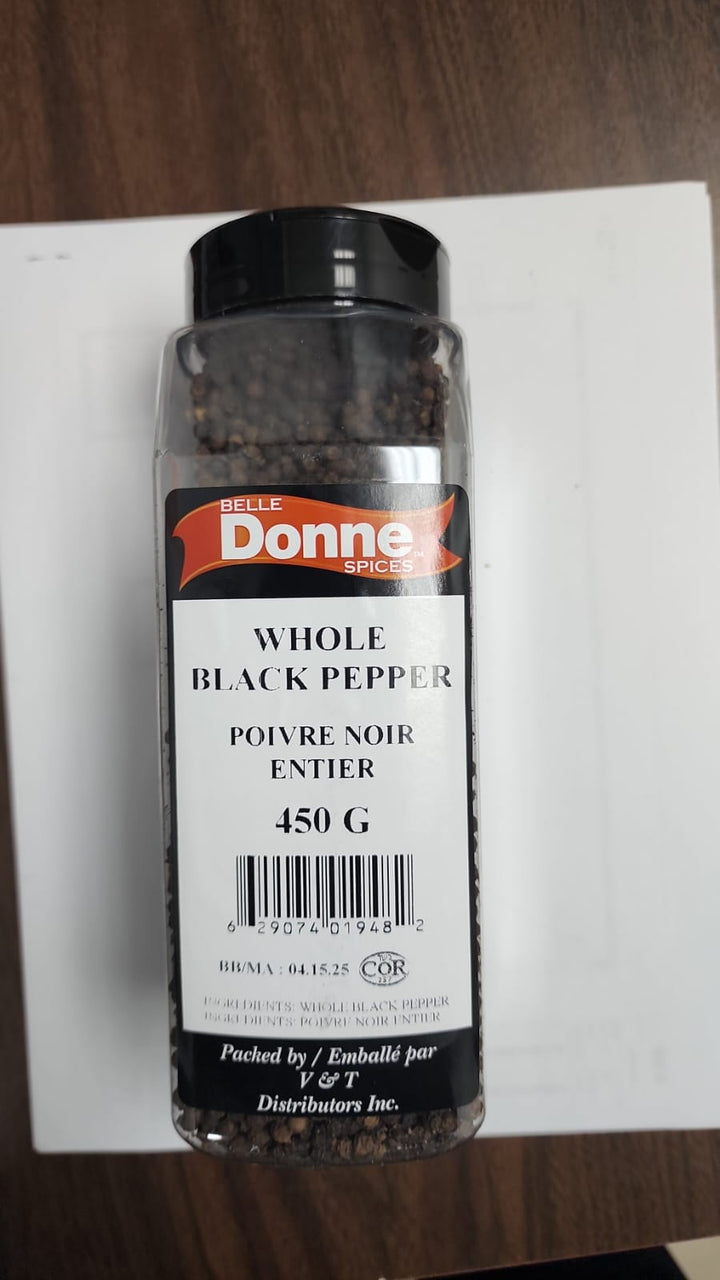 BELLE
Donne
SPICES
WHOLE
BLACK PEPPER
POIVRE NOIR
ENTIER
450 G
6 29074 01948 2
BB/MA : 04.15.25 COR
INGREDIENTS: WHOLE BLACK PEPPER
INGREDIENTS: POIVRE NOIR ENTIER
Packed by / Emballé par
V & T
Distributors Inc.